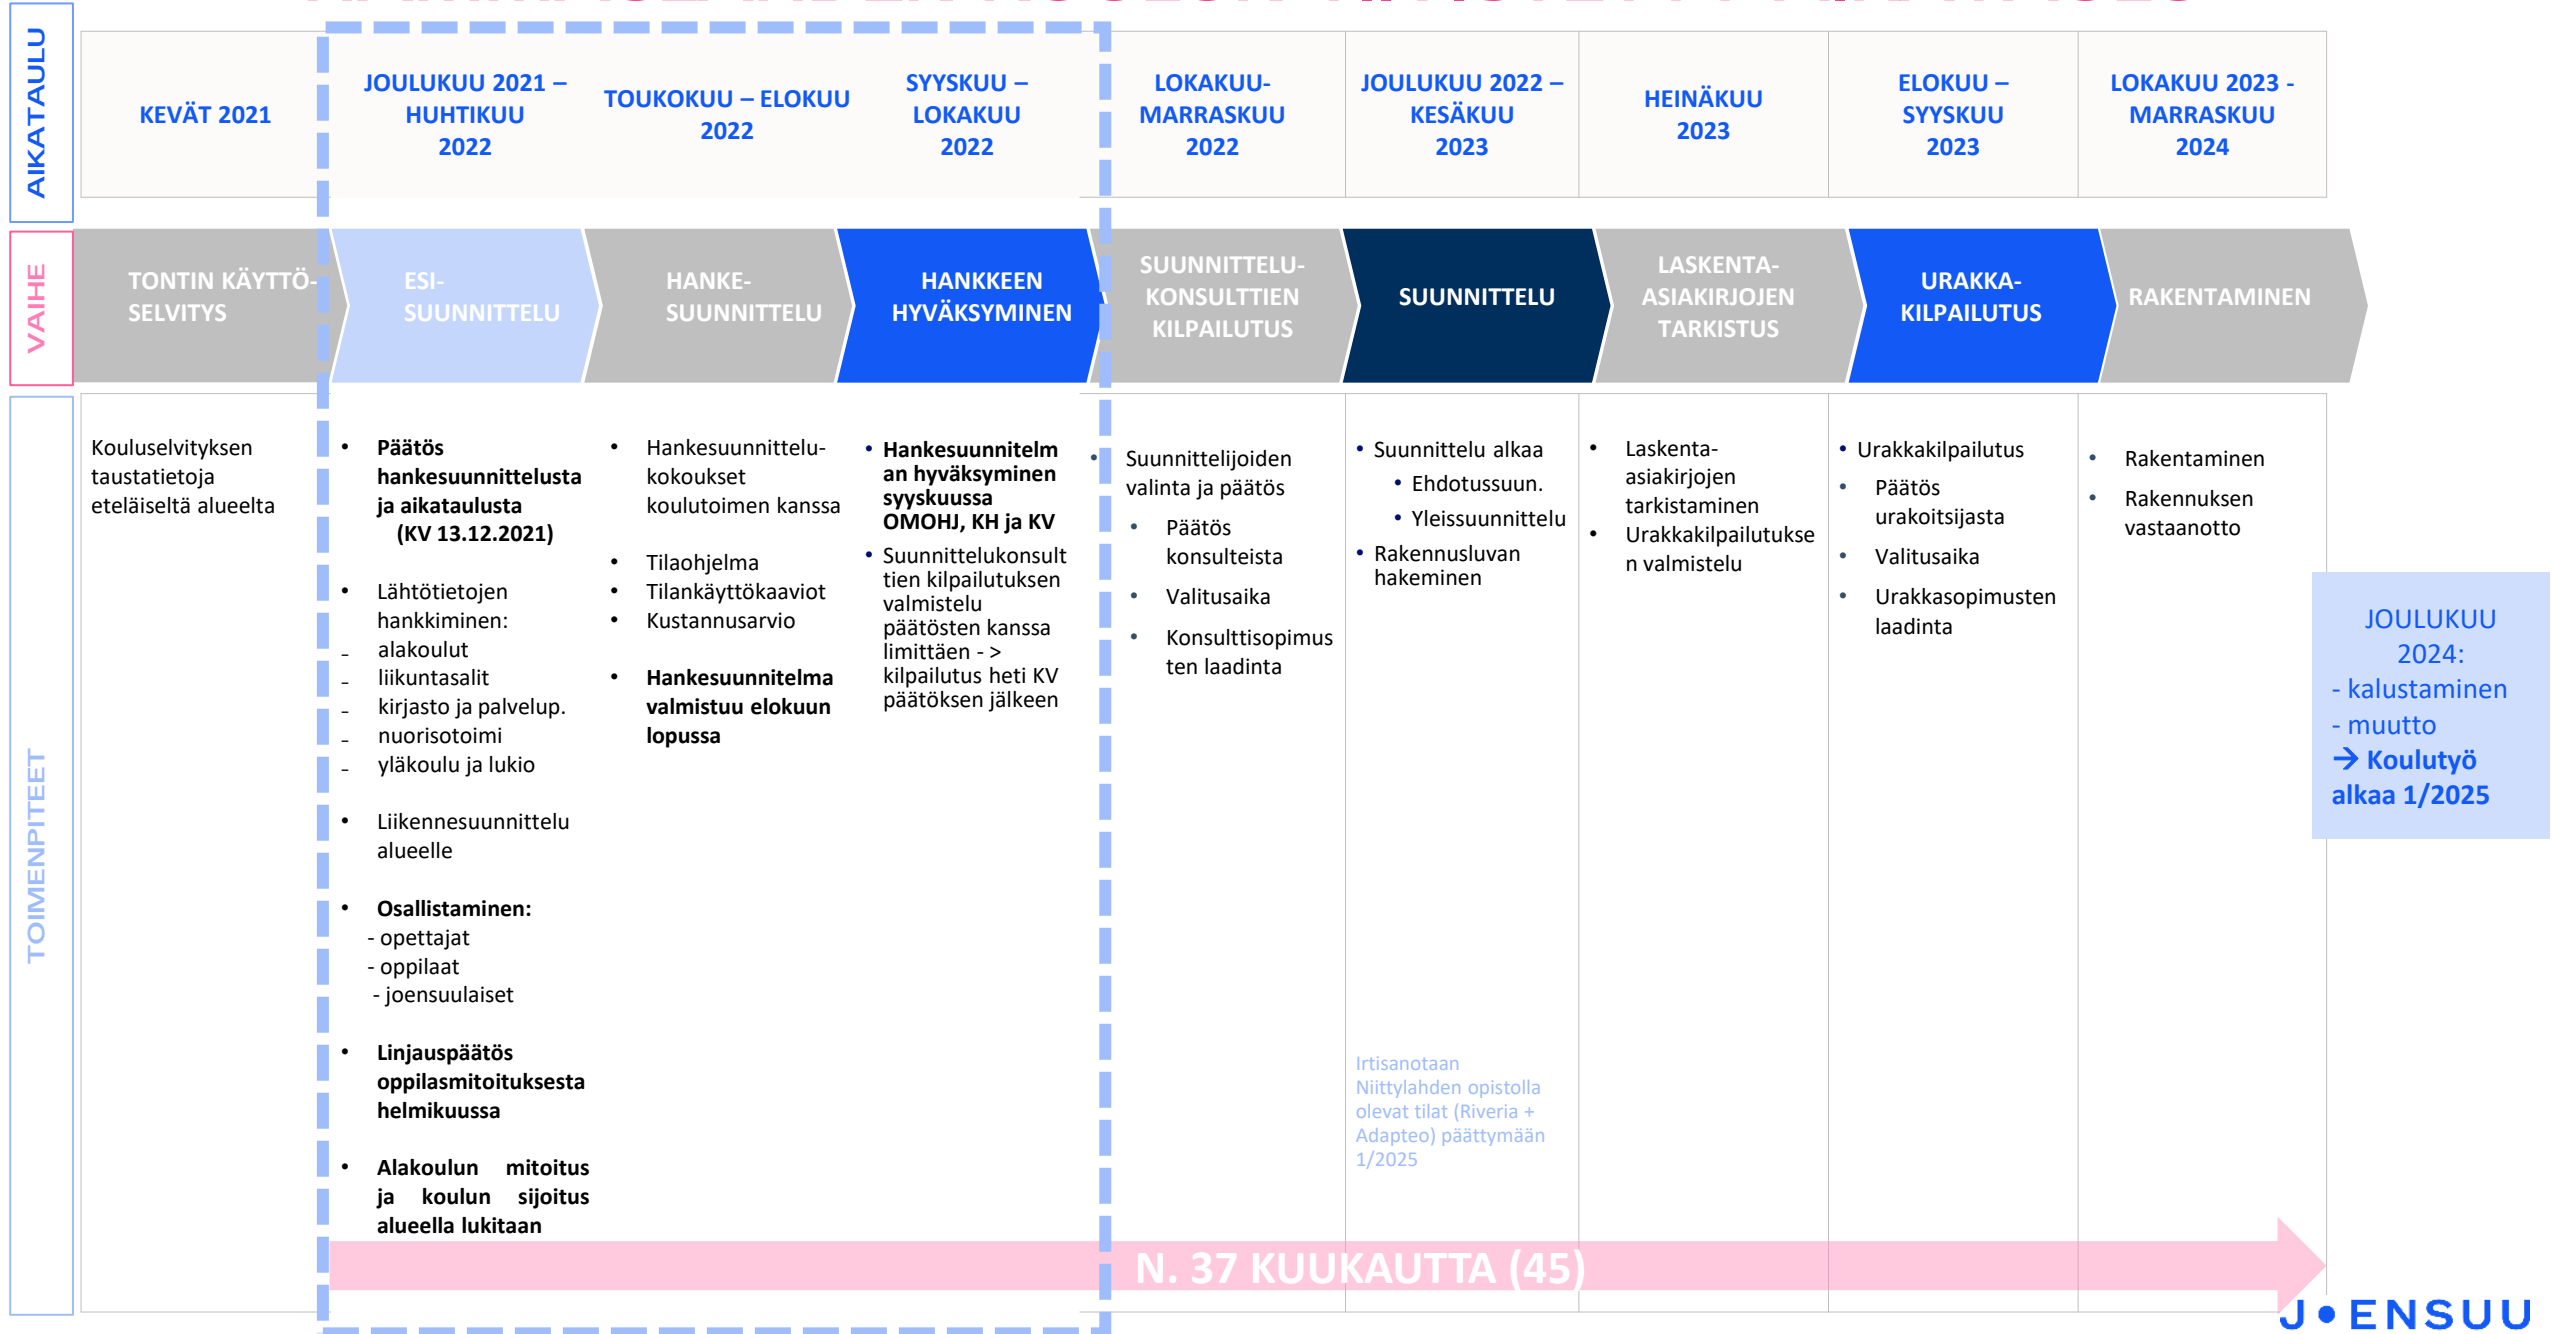 AIKATAULU
KEVÄT 2021
JOULUKUU 2021 –
HUHTIKUU
2022
TOUKOKUU – ELOKUU
2022
SYYSKUU –
LOKAKUU
2022
LOKAKUU-
MARRASKUU
2022
JOULUKUU 2022 –
KESÄKUU
2023
HEINÄKUU
2023
ELOKUU –
SYYSKUU
2023
LOKAKUU 2023 -
MARRASKUU
2024
VAIHE
TONTIN KÄYTTÖ-
SELVITYS
ESI-
SUUNNITTELU
HANKE-
SUUNNITTELU
HANKKEEN
HYVÄKSYMINEN
SUUNNITTELU-
KONSULTTIEN
KILPAILUTUS
SUUNNITTELU
LASKENTA-
ASIAKIRJOJEN
TARKISTUS
URAKKA-
KILPAILUTUS
RAKENTAMINEN
TOIMENPITEET
Kouluselvityksen
taustatietoja
eteläiseltä alueelta
• Päätös
hankesuunnittelusta
ja aikataulusta
(KV 13.12.2021)
• Lähtötietojen
hankkiminen:
- alakoulut
- liikuntasalit
- kirjasto ja palvelup.
- nuorisotoimi
- yläkoulu ja lukio
• Liikennesuunnittelu
alueelle
• Osallistaminen:
- opettajat
- oppilaat
- joensuulaiset
• Linjauspäätös
oppilasmitoituksesta
helmikuussa
• Alakoulun mitoitus
ja koulun sijoitus
alueella lukitaan
• Hankesuunnittelu-
kokoukset
koulutoimen kanssa
• Tilaohjelma
• Tilankäyttökaaviot
• Kustannusarvio
• Hankesuunnitelma
valmistuu elokuun
lopussa
• Hankesuunnitelm
an hyväksyminen
syyskuussa
OMOHJ, KH ja KV
• Suunnittelukonsult
tien kilpailutuksen
valmistelu
päätösten kanssa
limittäen - >
kilpailutus heti KV
päätöksen jälkeen
• Suunnittelijoiden
valinta ja päätös
• Päätös
konsulteista
• Valitusaika
• Konsulttisopimus
ten laadinta
• Suunnittelu alkaa
• Ehdotussuun.
• Yleissuunnittelu
• Rakennusluvan
hakeminen
Irtisanotaan
Niittylahden opistolla
olevat tilat (Riveria +
Adapteo) päättymään
1/2025
• Laskenta-
asiakirjojen
tarkistaminen
• Urakkakilpailutukse
n valmistelu
• Urakkakilpailutus
• Päätös
urakoitsijasta
• Valitusaika
• Urakkasopimusten
laadinta
• Rakentaminen
• Rakennuksen
vastaanotto
JOULUKUU
2024:
- kalustaminen
- muutto
→ Koulutyö
alkaa 1/2025
N. 37 KUUKAUTTA (45)
J•ENSUU